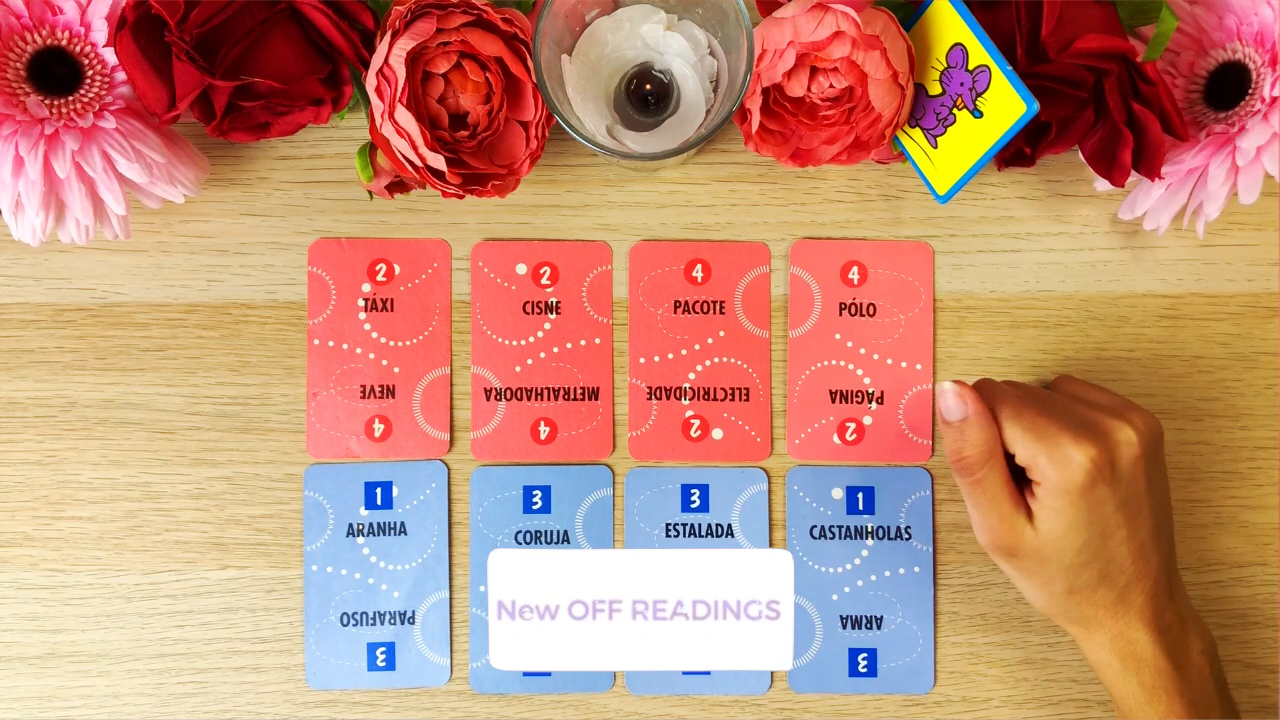 2
TÁXI
NEVE
4
2
CISNE
METRALHADORA
4
4
PACOTE
ELECTRICIDADE
2
4
PÓLO
PÁGINA
2
1
ARANHA
PARAFUSO
3
3
CORUJA
3
ESTALADA
1
CASTANHOLAS
ARMA
3
New OFF READINGS